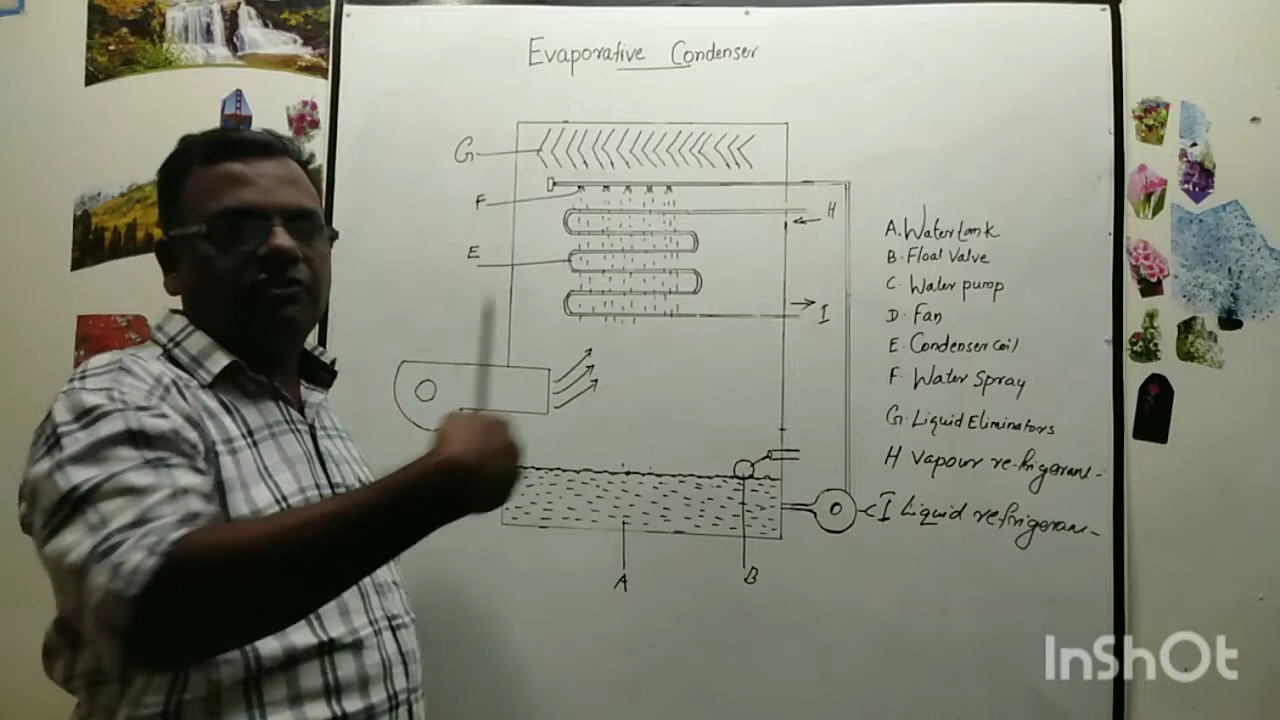 Evaporative Condenser
G
F
E
H
I
A
B
C
A. Water tank
B. Float Valve
C. Water pump
D. Fan
E. Condenser coil
F. Water Spray
G. Liquid Eliminators
H Vapour refrigerant
I Liquid refrigerant
InShOt